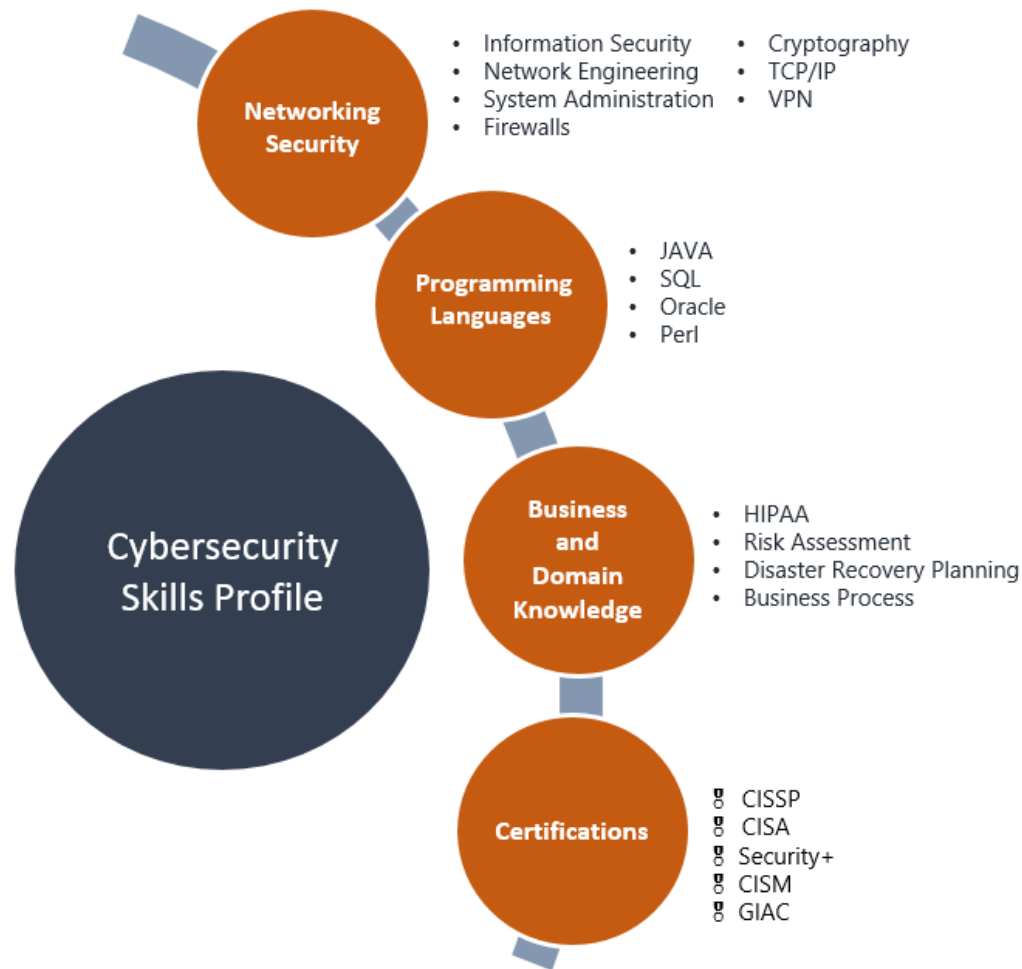 Networking
Security
• Information Security
• Network Engineering
• System Administration
• Firewalls
• Cryptography
• TCP/IP
• VPN
Programming
Languages
• JAVA
• SQL
• Oracle
• Perl
Cybersecurity
Skills Profile
Business
and
Domain
Knowledge
• HIPAA
• Risk Assessment
• Disaster Recovery Planning
• Business Process
Certifications
🎖 CISSP
🎖 CISA
🎖 Security+
🎖 CISM
🎖 GIAC